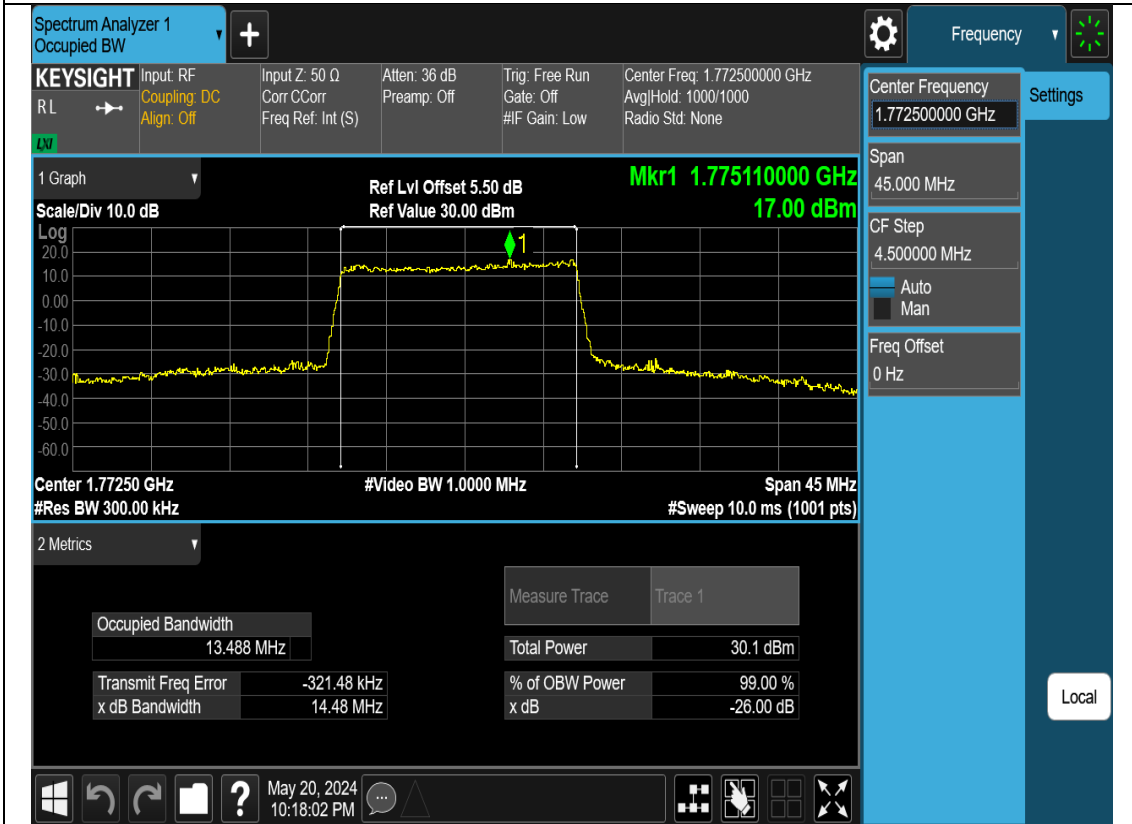 Spectrum Analyzer 1
Occupied BW
Frequency
KEYSIGHT
R L
LXI
Input: RF
Coupling: DC
Align: Off
Input Z: 50 Ω
Corr CCorr
Freq Ref: Int (S)
Atten: 36 dB
Preamp: Off
Trig: Free Run
Gate: Off
#IF Gain: Low
Center Freq: 1.772500000 GHz
Avg|Hold: 1000/1000
Radio Std: None
Center Frequency
1.772500000 GHz
Settings
Span
45.000 MHz
CF Step
4.500000 MHz
Auto
Man
Freq Offset
0 Hz
Local
1 Graph
Scale/Div 10.0 dB
Ref Lvl Offset 5.50 dB
Ref Value 30.00 dBm
Mkr1 1.775110000 GHz
17.00 dBm
Log
20.0
10.0
0.00
-10.0
-20.0
-30.0
-40.0
-50.0
-60.0
1
Center 1.77250 GHz
#Video BW 1.0000 MHz
Span 45 MHz
#Res BW 300.00 kHz
#Sweep 10.0 ms (1001 pts)
2 Metrics
Measure Trace Trace 1
Occupied Bandwidth
13.488 MHz
Total Power 30.1 dBm
Transmit Freq Error -321.48 kHz
% of OBW Power 99.00 %
x dB Bandwidth 14.48 MHz
x dB -26.00 dB
?
May 20, 2024
10:18:02 PM